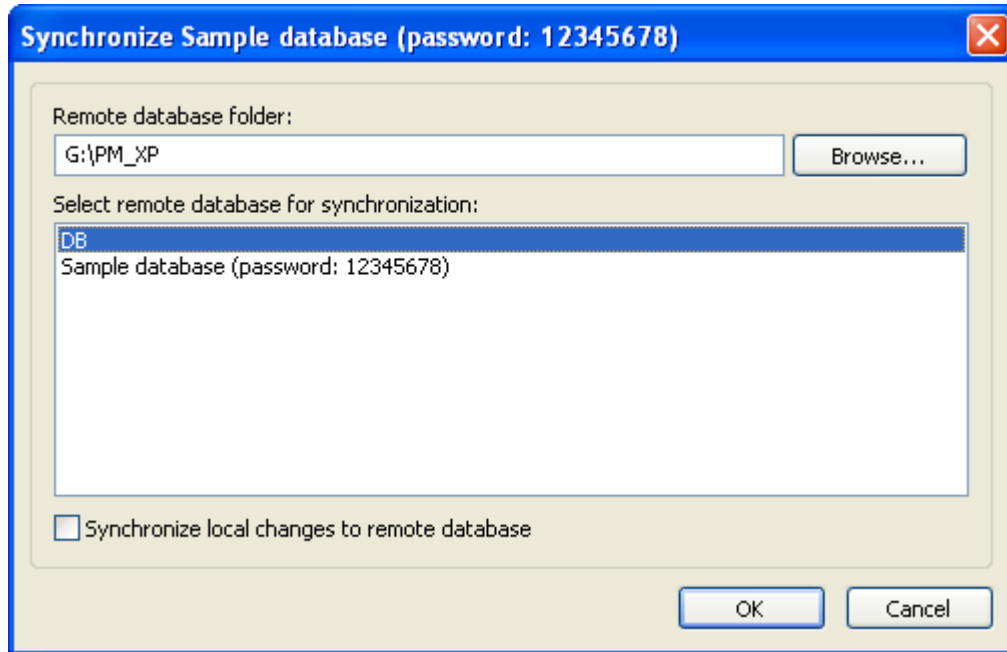 Synchronize Sample database (password: 12345678)
Remote database folder:
G:\PM_XP
Browse...
Select remote database for synchronization:
DB
Sample database (password: 12345678)
Synchronize local changes to remote database
OK
Cancel